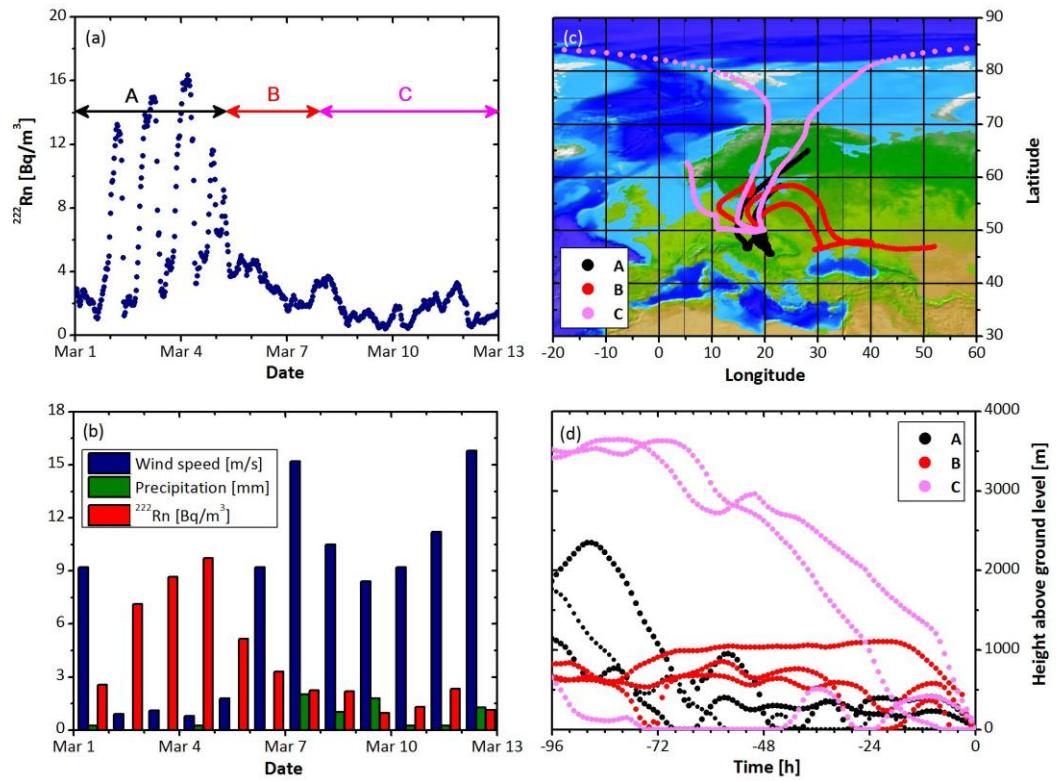 (a)
20
16
12
8
4
0
A
B
C
²²²Rn [Bq/m³]
Mar 1
Mar 4
Mar 7
Mar 10
Mar 13
Date
(c)
90
80
70
60
50
40
30
Latitude
A
B
C
-20
-10
0
10
20
30
40
50
60
Longitude
(b)
18
15
12
9
6
3
0
Wind speed [m/s]
Precipitation [mm]
²²²Rn [Bq/m³]
Mar 1
Mar 4
Mar 7
Mar 10
Mar 13
Date
(d)
4000
3000
2000
1000
0
Height above ground level [m]
A
B
C
-96
-72
-48
-24
0
Time [h]